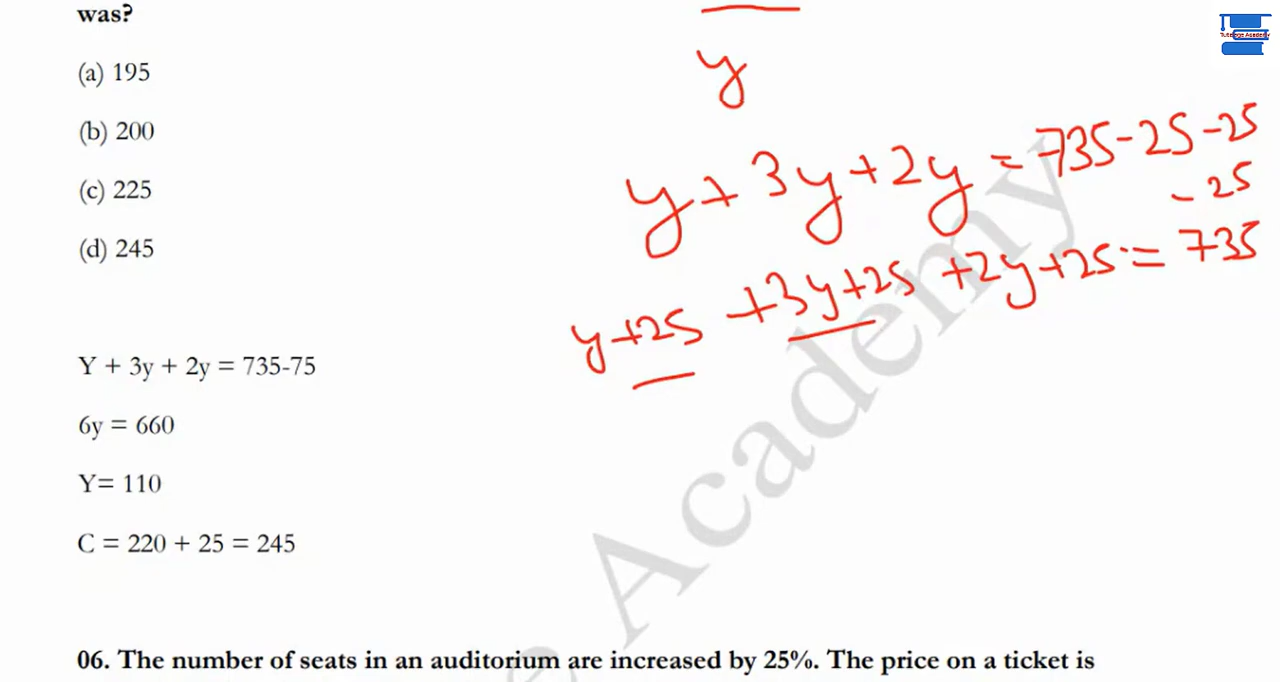 was?
(a) 195
(b) 200
(c) 225
(d) 245
y
y + 3y + 2y = 735-25-25
-25
y+25 +3y+25 +2y+25 = 735
Y + 3y + 2y = 735-75
6y = 660
Y= 110
C = 220 + 25 = 245
06. The number of seats in an auditorium are increased by 25%. The price on a ticket is
e Academy